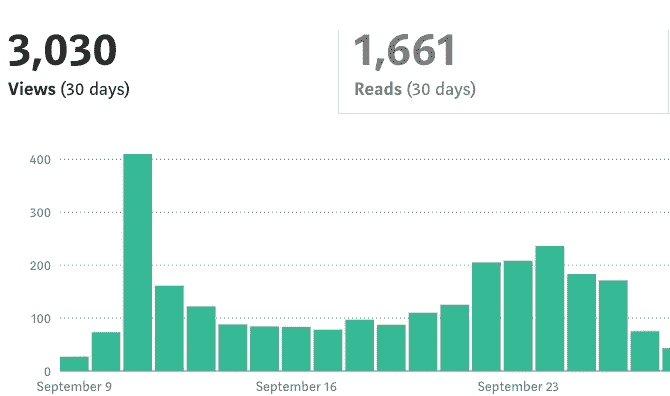 3,030
Views (30 days)
1,661
Reads (30 days)
400
300
200
100
0
September 9
September 16
September 23